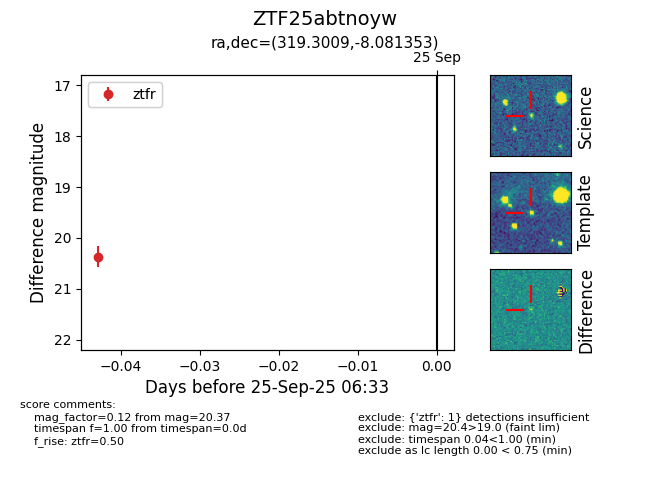 ZTF25abtnoyw
ra,dec=(319.3009,-8.081353)
25 Sep
ztfr
17
18
19
20
21
22
Difference magnitude
−0.04
−0.03
−0.02
−0.01
0.00
Days before 25-Sep-25 06:33
Science
Template
Difference
score comments:
mag_factor=0.12 from mag=20.37
timespan f=1.00 from timespan=0.0d
f_rise: ztfr=0.50
exclude: {'ztfr': 1} detections insufficient
exclude: mag=20.4>19.0 (faint lim)
exclude: timespan 0.04<1.00 (min)
exclude as lc length 0.00 < 0.75 (min)